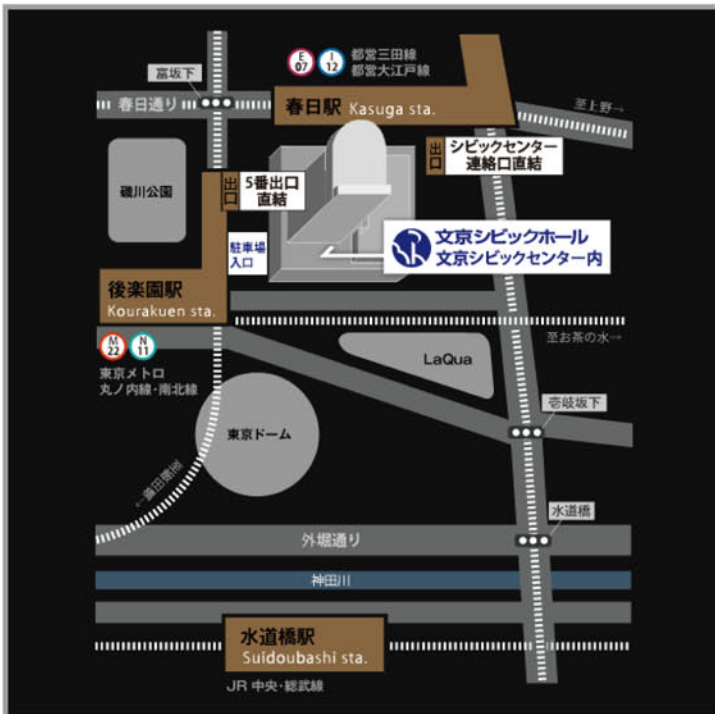 E
07
I
12
都営三田線
都営大江戸線
富坂下
春日通り
春日駅 Kasuga sta.
至上野→
出口
シビックセンター
連絡口直結
礒川公園
出口
5番出口
直結
駐車場
入口
文京シビックホール
文京シビックセンター内
後楽園駅
Kourakuen sta.
至お茶の水→
M
22
N
11
東京メトロ
丸ノ内線・南北線
LaQua
壱岐坂下
東京ドーム
至飯田橋→
水道橋
外堀通り
神田川
水道橋駅
Suidoubashi sta.
JR 中央・総武線